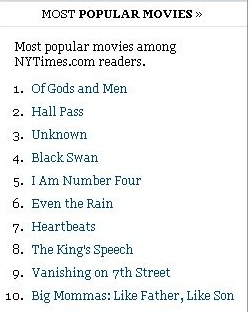 MOST POPULAR MOVIES »
Most popular movies among
NYTimes.com readers.
1. Of Gods and Men
2. Hall Pass
3. Unknown
4. Black Swan
5. I Am Number Four
6. Even the Rain
7. Heartbeats
8. The King's Speech
9. Vanishing on 7th Street
10. Big Mommas: Like Father, Like Son